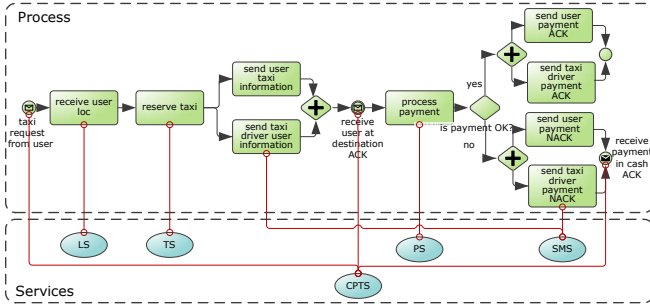 Process
send user
payment
ACK
send user
taxi
information
yes
send taxi
driver payment
ACK
taxi
request
from user
receive user
loc
reserve taxi
receive
user at
destination
ACK
process
payment
is payment OK?
no
send taxi
driver user
information
send user
payment
NACK
receive
payment
in cash
ACK
send taxi
driver
payment
NACK
LS
TS
PS
SMS
CPTS
Services